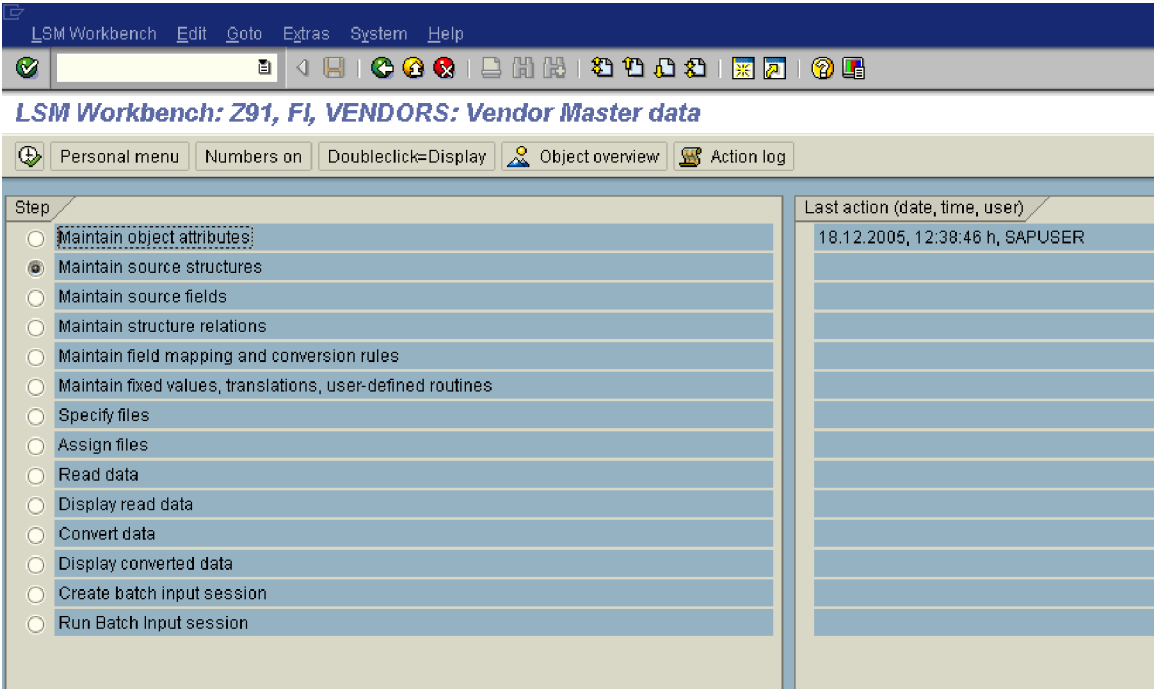 LSM Workbench Edit Goto Extras System Help
LSM Workbench: Z91, FI, VENDORS: Vendor Master data
Personal menu Numbers on Doubleclick=Display Object overview Action log
Step Last action (date, time, user)
Maintain object attributes 18.12.2005, 12:38:46 h, SAPUSER
Maintain source structures
Maintain source fields
Maintain structure relations
Maintain field mapping and conversion rules
Maintain fixed values, translations, user-defined routines
Specify files
Assign files
Read data
Display read data
Convert data
Display converted data
Create batch input session
Run Batch Input session